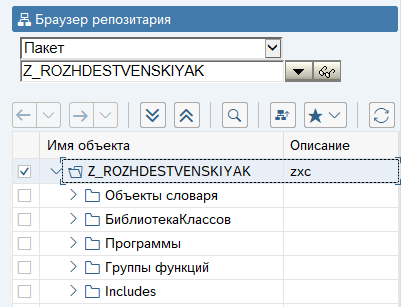 Браузер репозитария
Пакет
Z_ROZHDESTVENSKIYAK
Имя объекта Описание
Z_ROZHDESTVENSKIYAK zxc
Объекты словаря
БиблиотекаКлассов
Программы
Группы функций
Includes